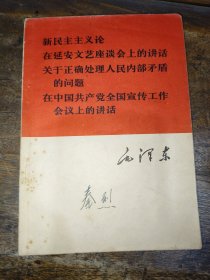 新民主主义论
在延安文艺座谈会上的讲话
关于正确处理人民内部矛盾
的问题
在中国共产党全国宣传工作
会议上的讲话
毛泽东
秦烈